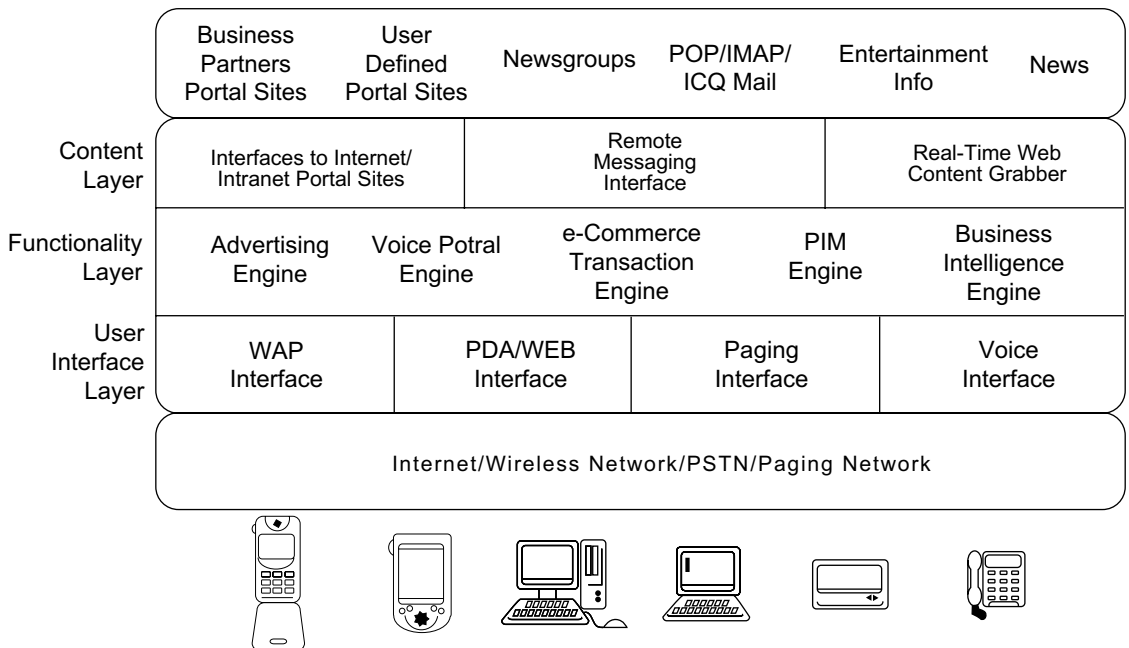 Business
Partners
Portal Sites
User
Defined
Portal Sites
Newsgroups
POP/IMAP/
ICQ Mail
Entertainment
Info
News
Content
Layer
Interfaces to Internet/
Intranet Portal Sites
Remote
Messaging
Interface
Real-Time Web
Content Grabber
Functionality
Layer
Advertising
Engine
Voice Potral
Engine
e-Commerce
Transaction
Engine
PIM
Engine
Business
Intelligence
Engine
User
Interface
Layer
WAP
Interface
PDA/WEB
Interface
Paging
Interface
Voice
Interface
Internet/Wireless Network/PSTN/Paging Network